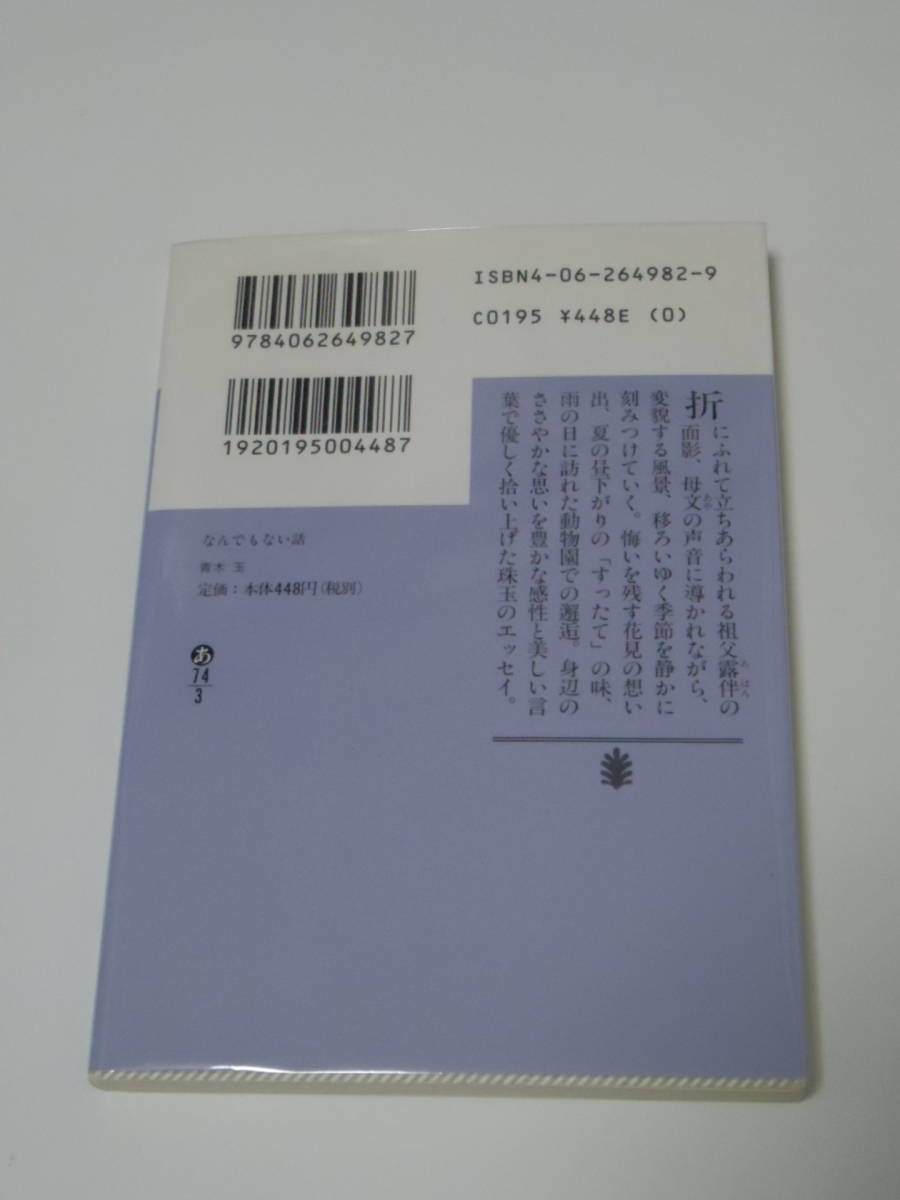 ISBN4-06-264982-9
C0195 ¥448E (0)
9784062649827
1920195004487
折にふれて立ちあらわれる祖父露伴の
ろはん
面影、母文の声音に導かれながら、
あや
変貌する風景、移ろいゆく季節を静かに
刻みつけていく。悔いを残す花見の想い
出、夏の昼下がりの「すったて」の味、
雨の日に訪れた動物園での邂逅。身辺の
ささやかな思いを豊かな感性と美しい言
葉で優しく拾い上げた珠玉のエッセイ。
なんでもない話
青木 玉
定価：本体448円（税別）
あ
74
3